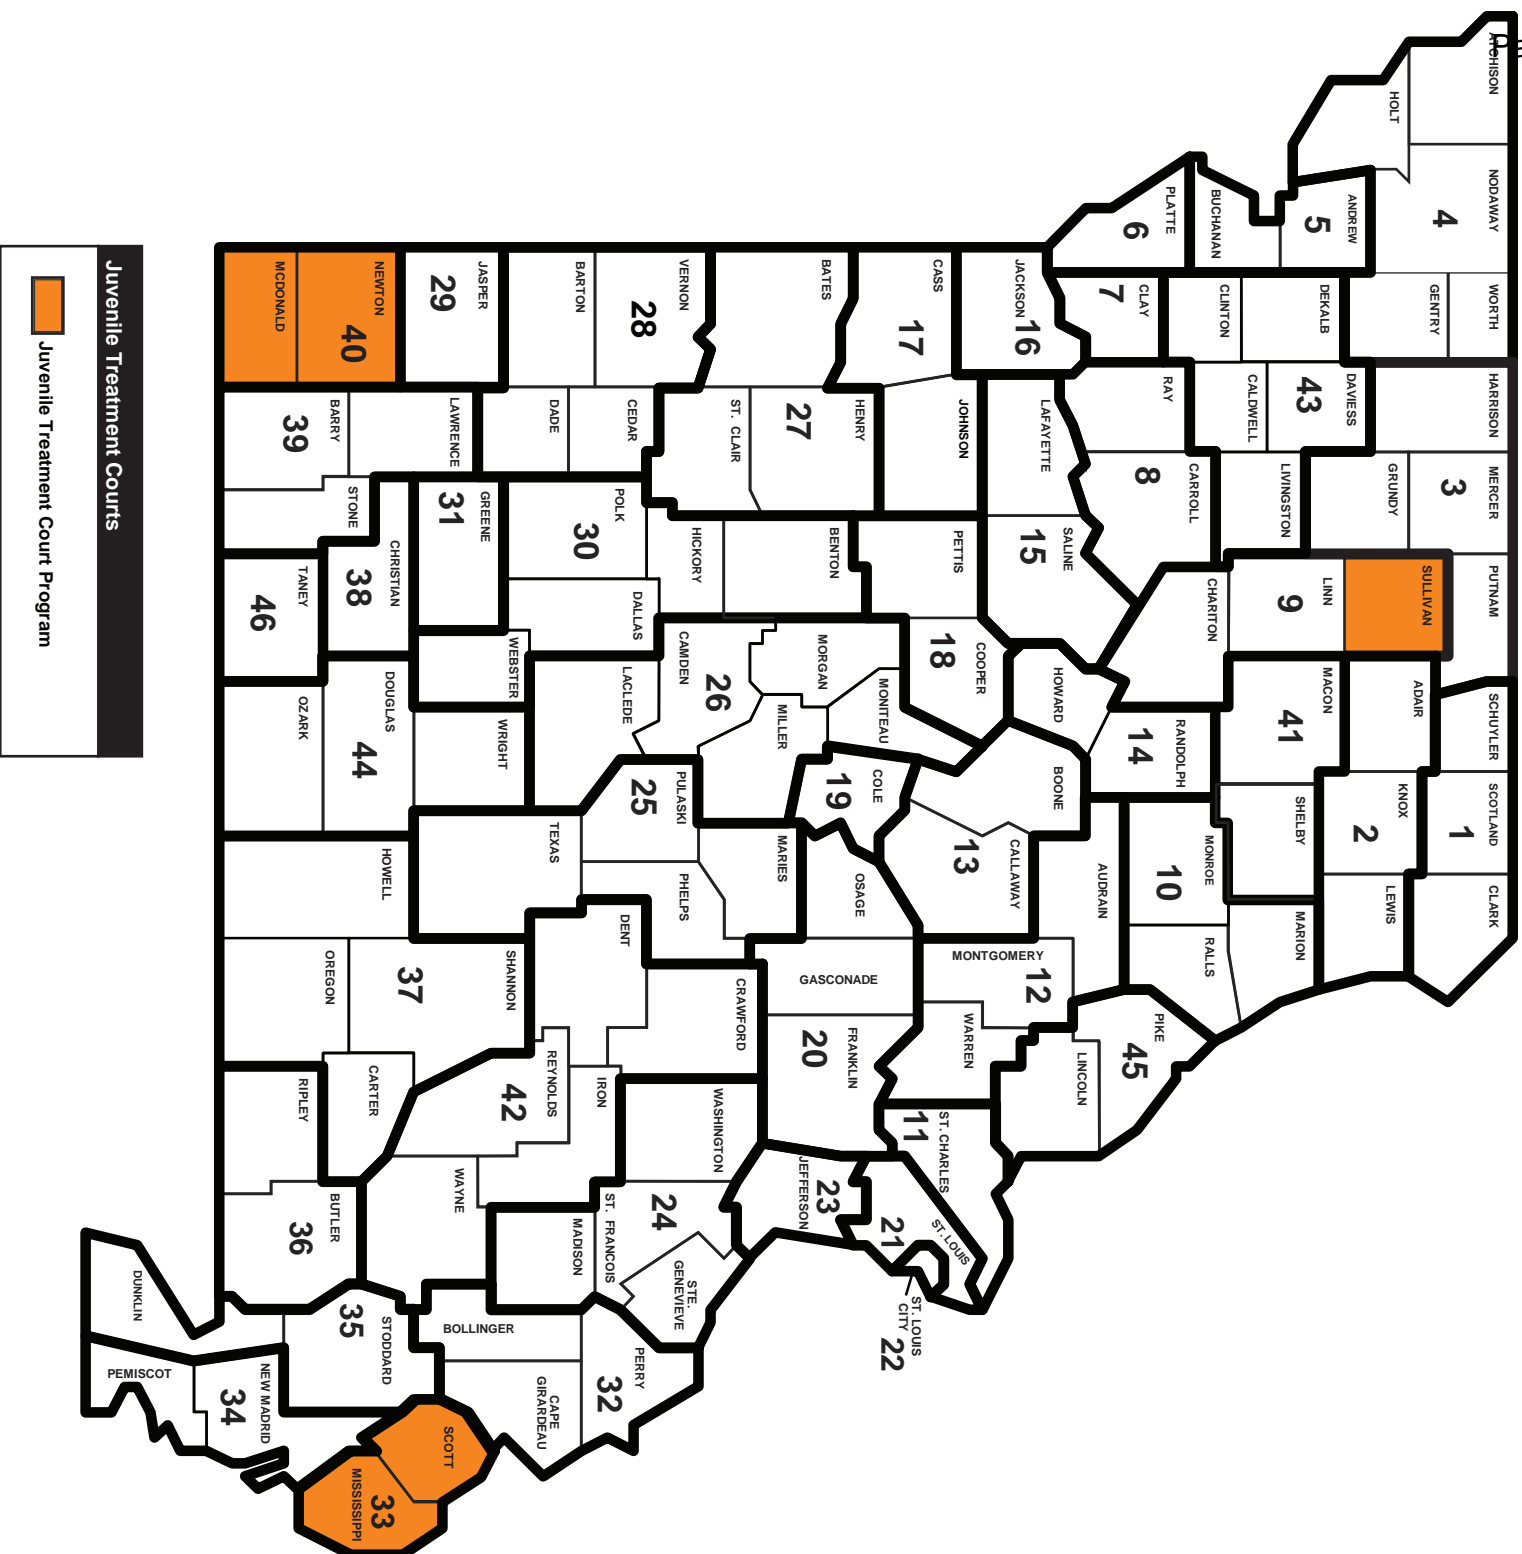 ATCHISON
NODAWAY
WORTH
HARRISON
MERCER
PUTNAM
SCHUYLER
SCOTLAND
CLARK
HOLT
4
GENTRY
GRUNDY
3
SULLIVAN
ADAIR
KNOX
1
LEWIS
ANDREW
5
DEKALB
DAVIESS
43
LIVINGSTON
LINN
9
MACON
41
SHELBY
2
MARION
BUCHANAN
CLINTON
CALDWELL
CARROLL
8
CHARITON
RANDOLPH
14
MONROE
10
RALLS
PLATTE
6
CLAY
7
RAY
PIKE
45
LINCOLN
JACKSON
16
LAFAYETTE
SALINE
15
HOWARD
BOONE
AUDRAIN
CALLAWAY
13
MONTGOMERY
12
WARREN
ST. CHARLES
11
CASS
17
JOHNSON
PETTIS
COOPER
18
MONITEAU
COLE
19
OSAGE
GASCONADE
FRANKLIN
20
ST. LOUIS
21
ST. LOUIS
CITY
22
JEFFERSON
23
BATES
HENRY
27
BENTON
MORGAN
MILLER
26
CAMDEN
MARIES
VERNON
28
ST. CLAIR
HICKORY
PULASKI
25
PHELPS
CRAWFORD
WASHINGTON
24
ST. FRANCOIS
STE.
GENEVIEVE
PERRY
32
BARTON
CEDAR
DADE
POLK
30
DALLAS
LACLEDE
DENT
IRON
REYNOLDS
42
MADISON
BOLLINGER
CAPE
GIRARDEAU
JASPER
29
LAWRENCE
GREENE
31
WEBSTER
WRIGHT
TEXAS
SHANNON
37
WAYNE
STODDARD
35
SCOTT
NEWTON
40
MCDONALD
BARRY
39
STONE
CHRISTIAN
38
TANEY
46
DOUGLAS
44
OZARK
HOWELL
OREGON
CARTER
RIPLEY
BUTLER
36
MISSISSIPPI
33
NEW MADRID
34
DUNKLIN
PEMISCOT
Juvenile Treatment Courts
Juvenile Treatment Court Program